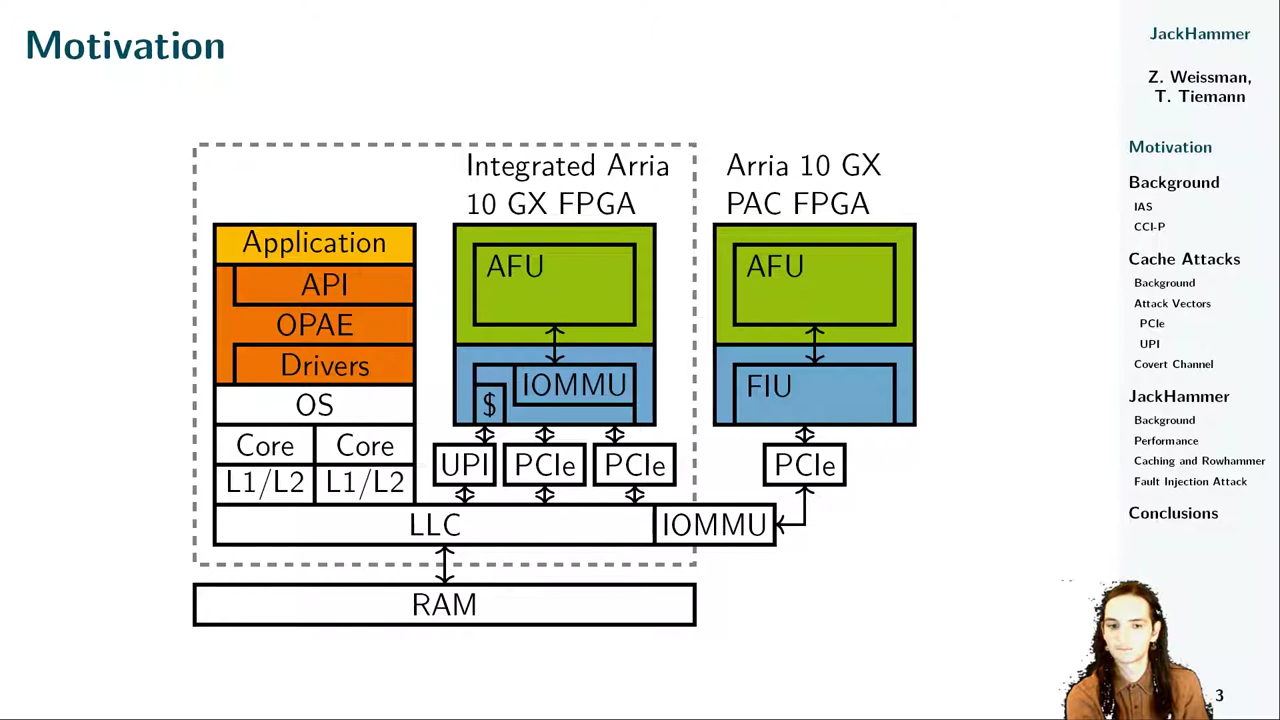 Motivation
Integrated Arria
10 GX FPGA
Arria 10 GX
PAC FPGA
Application
API
OPAE
Drivers
OS
Core
Core
L1/L2
L1/L2
AFU
IOMMU
$
AFU
FIU
UPI
PCIe
PCIe
PCIe
LLC
IOMMU
RAM
JackHammer
Z. Weissman,
T. Tiemann
Motivation
Background
IAS
CCI-P
Cache Attacks
Background
Attack Vectors
PCIe
UPI
Covert Channel
JackHammer
Background
Performance
Caching and Rowhammer
Fault Injection Attack
Conclusions
3